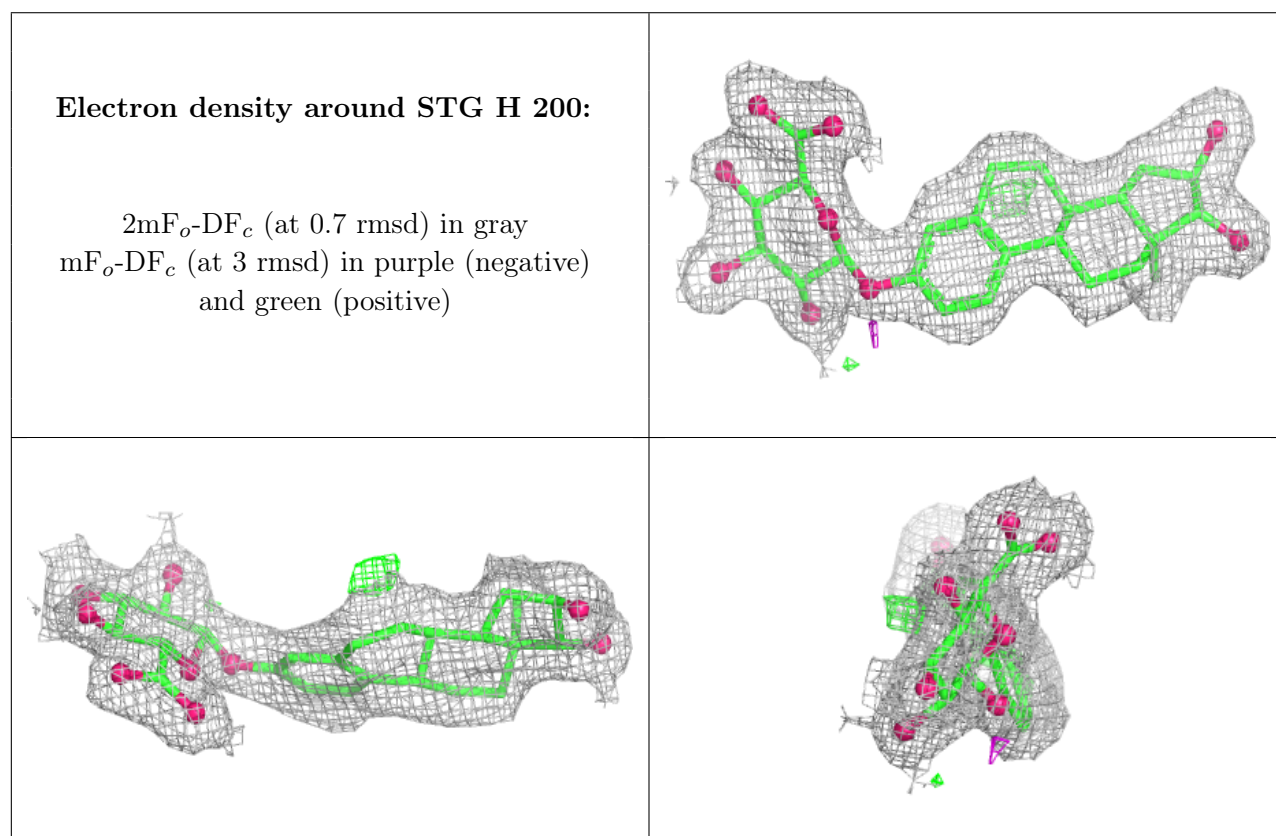 Electron density around STG H 200:
2mFₒ-DF𝒸 (at 0.7 rmsd) in gray
mFₒ-DF𝒸 (at 3 rmsd) in purple (negative)
and green (positive)